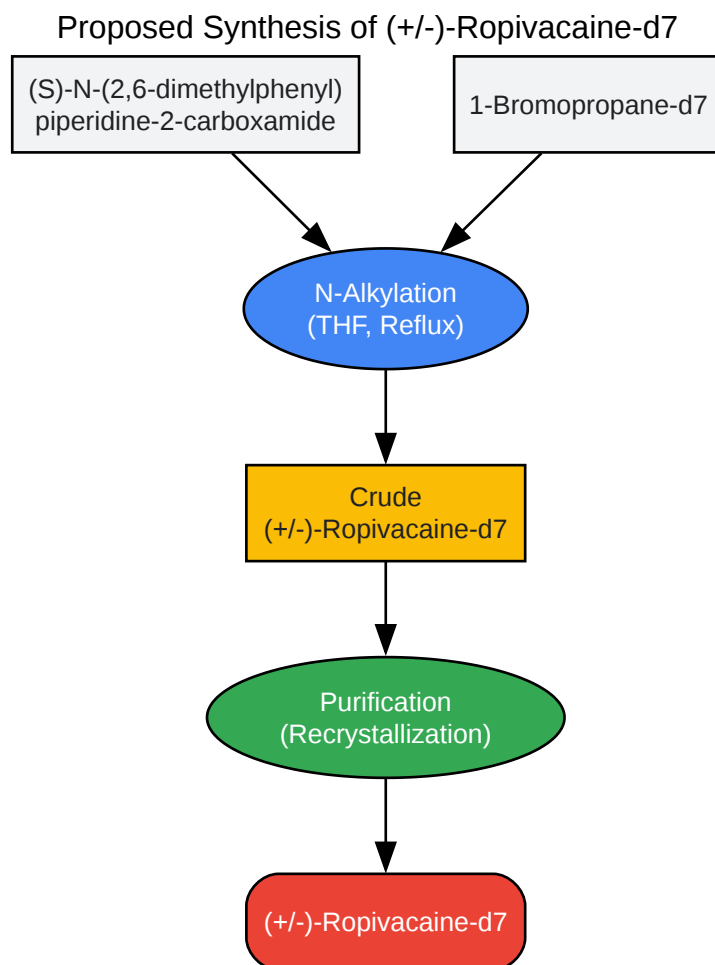 Proposed Synthesis of (+/-)-Ropivacaine-d7
(S)-N-(2,6-dimethylphenyl)
piperidine-2-carboxamide
1-Bromopropane-d7
N-Alkylation
(THF, Reflux)
Crude
(+/-)-Ropivacaine-d7
Purification
(Recrystallization)
(+/-)-Ropivacaine-d7